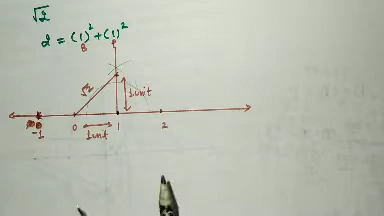 √2
2 = (1)² + (1)²
B P
√2 1 unit
-1 0 1 2
1 unit